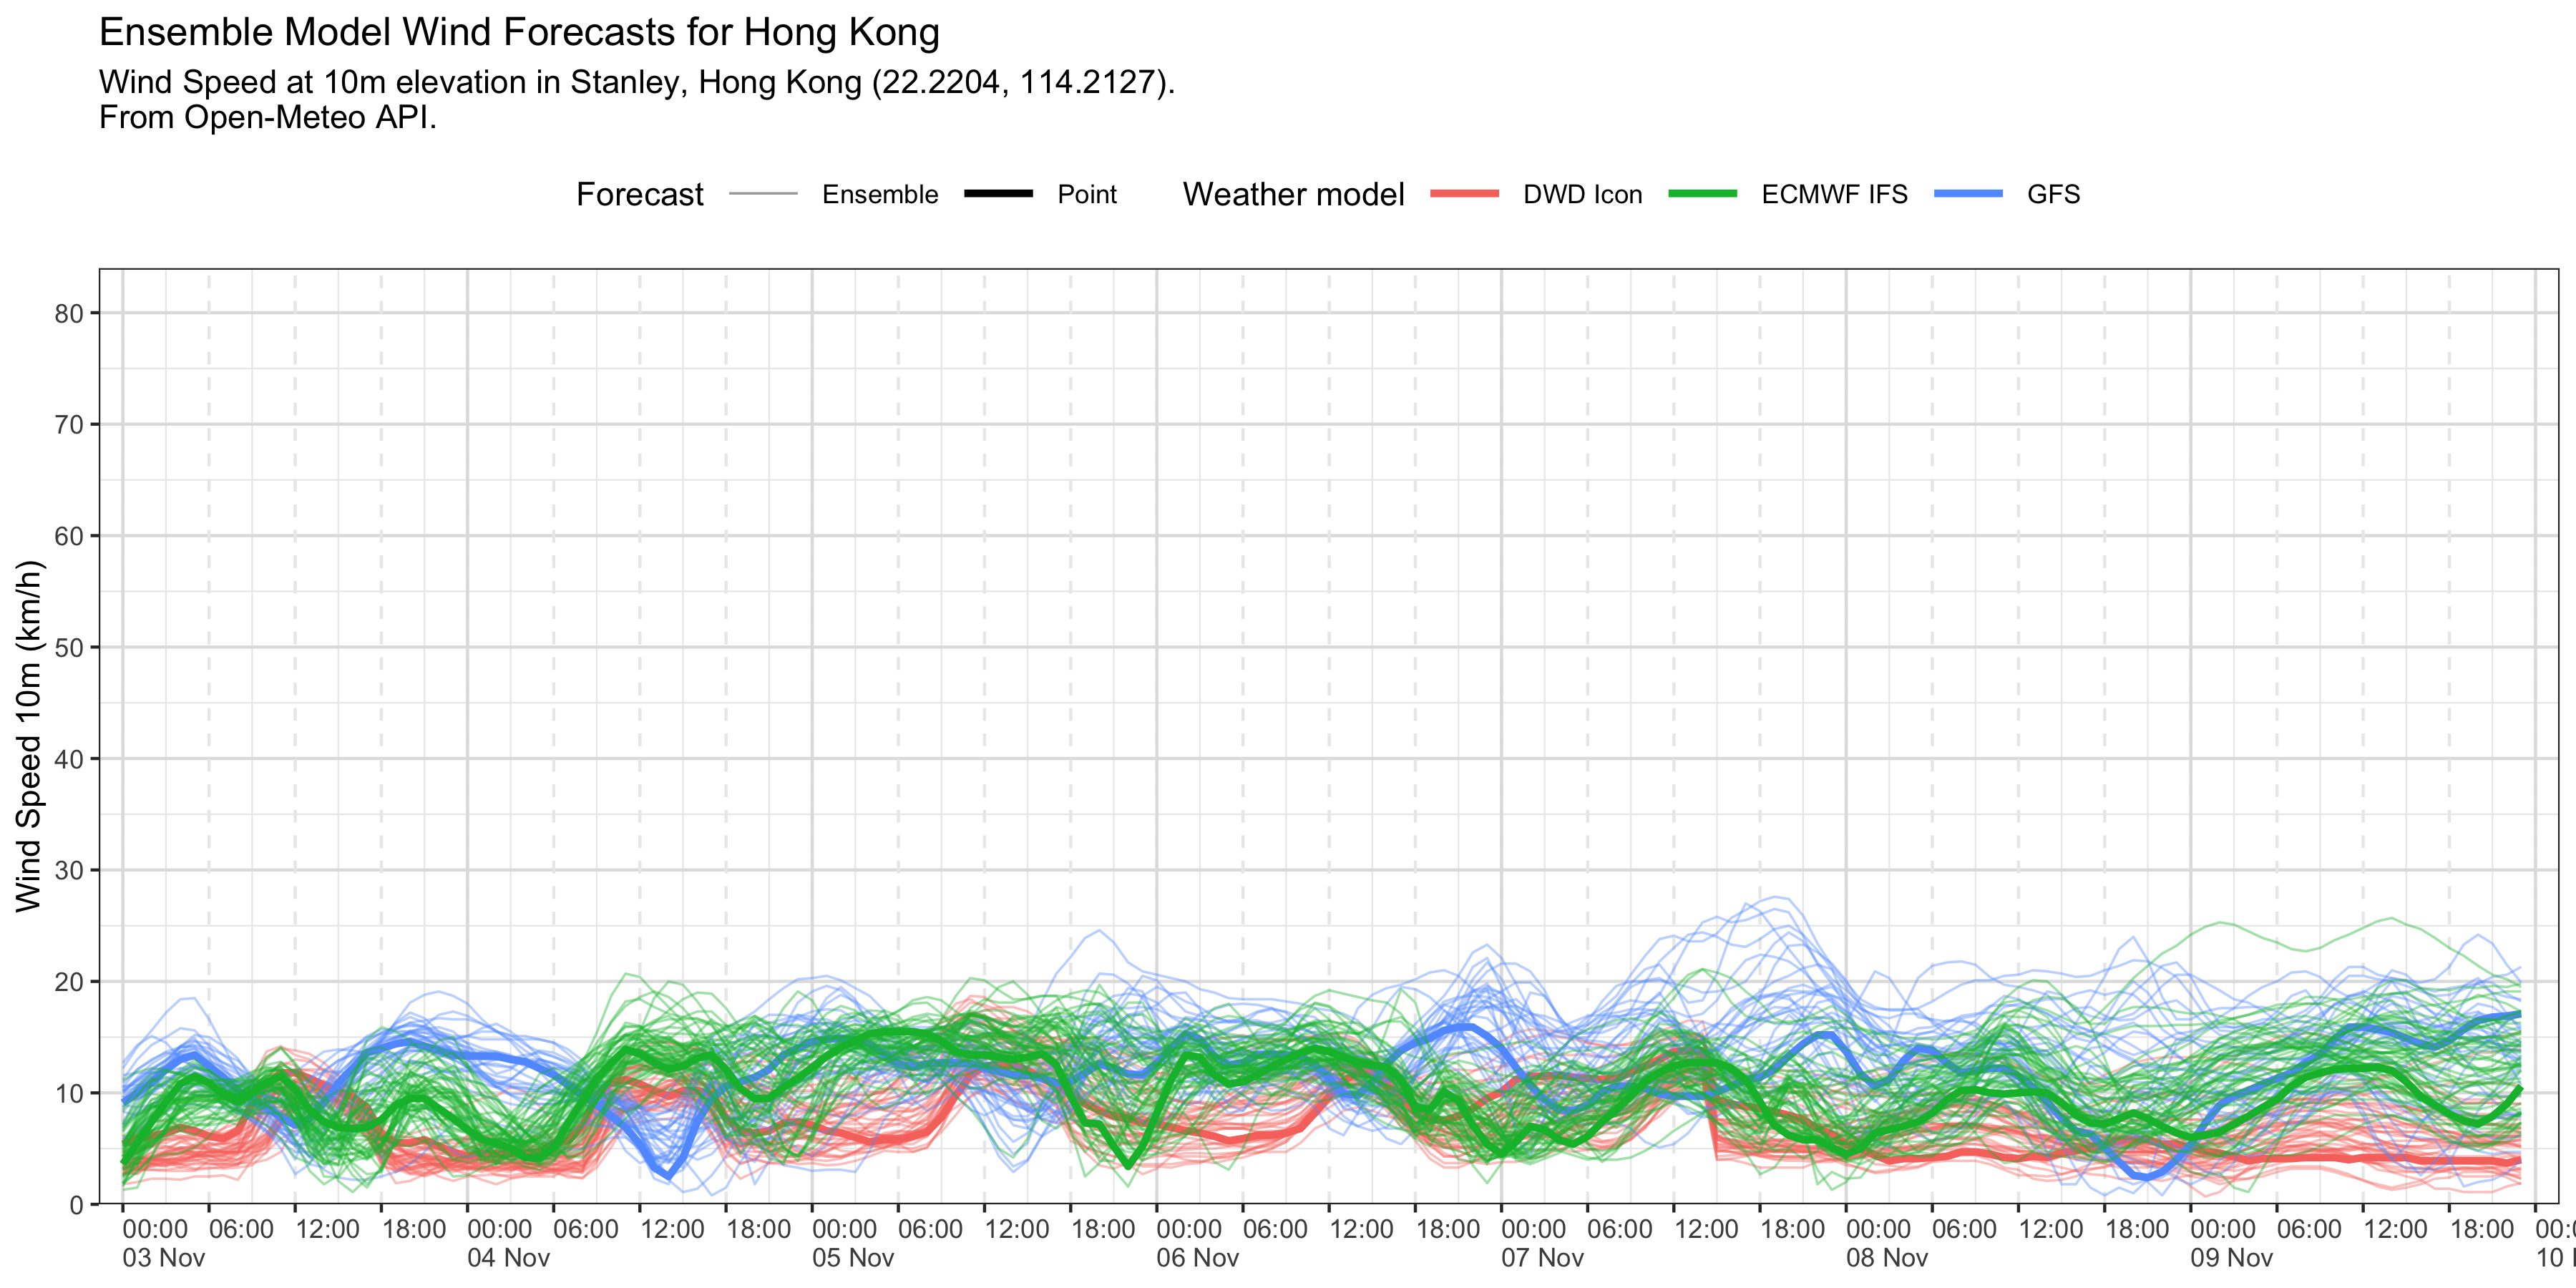 Ensemble Model Wind Forecasts for Hong Kong
Wind Speed at 10m elevation in Stanley, Hong Kong (22.2204, 114.2127).
From Open-Meteo API.
Forecast Ensemble Point Weather model DWD Icon ECMWF IFS GFS
Wind Speed 10m (km/h)
80
70
60
50
40
30
20
10
0
00:00 06:00 12:00 18:00 00:00 06:00 12:00 18:00 00:00 06:00 12:00 18:00 00:00 06:00 12:00 18:00 00:00 06:00 12:00 18:00 00:00 06:00 12:00 18:00 00:00 06:00 12:00 18:00
03 Nov 04 Nov 05 Nov 06 Nov 07 Nov 08 Nov 09 Nov 10